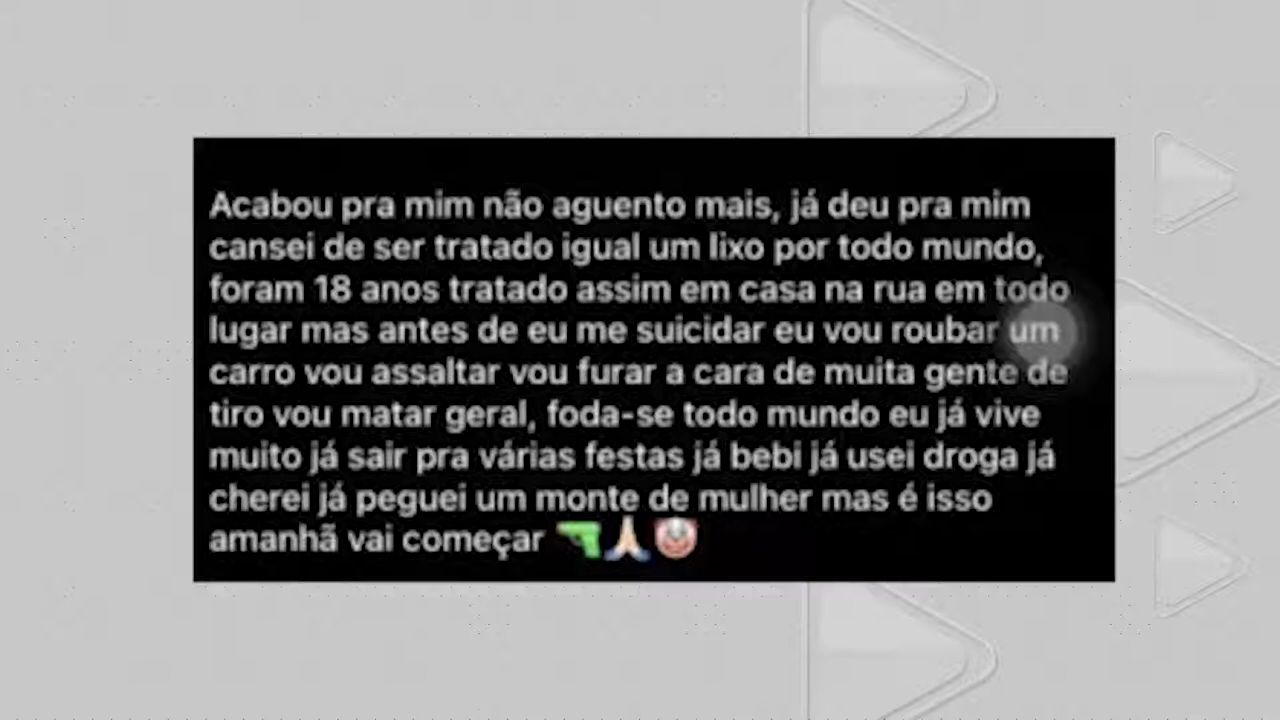 Acabou pra mim não aguento mais, já deu pra mim
cansei de ser tratado igual um lixo por todo mundo,
foram 18 anos tratado assim em casa na rua em todo
lugar mas antes de eu me suicidar eu vou roubar um
carro vou assaltar vou furar a cara de muita gente de
tiro vou matar geral, foda-se todo mundo eu já vive
muito já sair pra várias festas já bebi já usei droga já
cherei já peguei um monte de mulher mas é isso
amanhã vai começar 🔫🙏🏻🤡